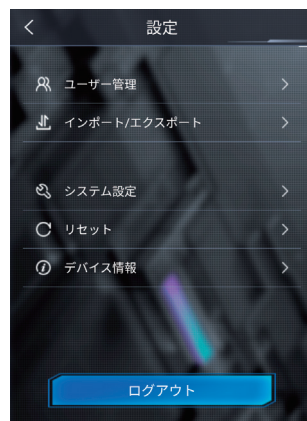 設定
ユーザー管理
インポート/エクスポート
システム設定
リセット
デバイス情報
ログアウト